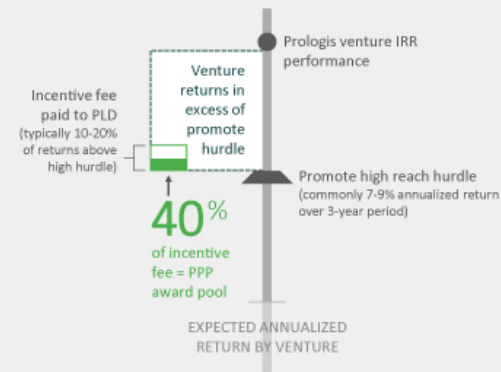 Prologis venture IRR
performance
Venture
returns in
excess of
promote
hurdle
Incentive fee
paid to PLD
(typically 10-20%
of returns above
high hurdle)
Promote high reach hurdle
(commonly 7-9% annualized return
over 3-year period)
40%
of incentive
fee = PPP
award pool
EXPECTED ANNUALIZED
RETURN BY VENTURE